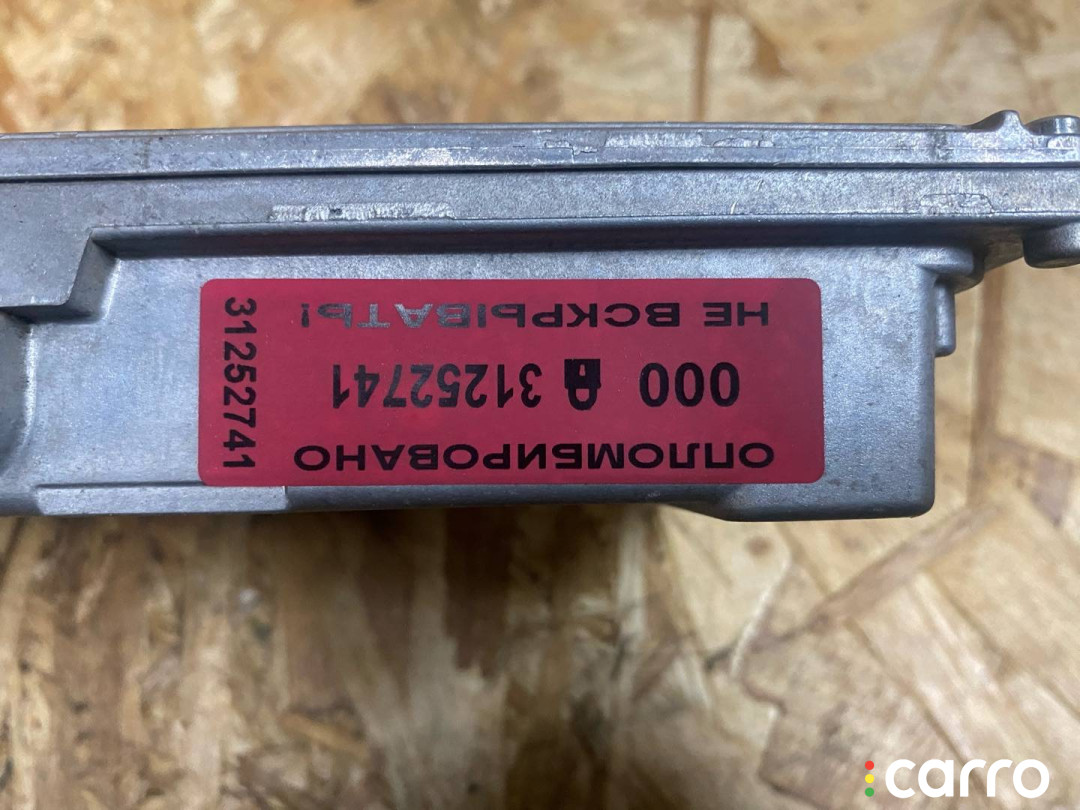 ОПЛОМБИРОВАНО
000 31252741
НЕ ВСКРЫВАТЬ!
31252741
carro